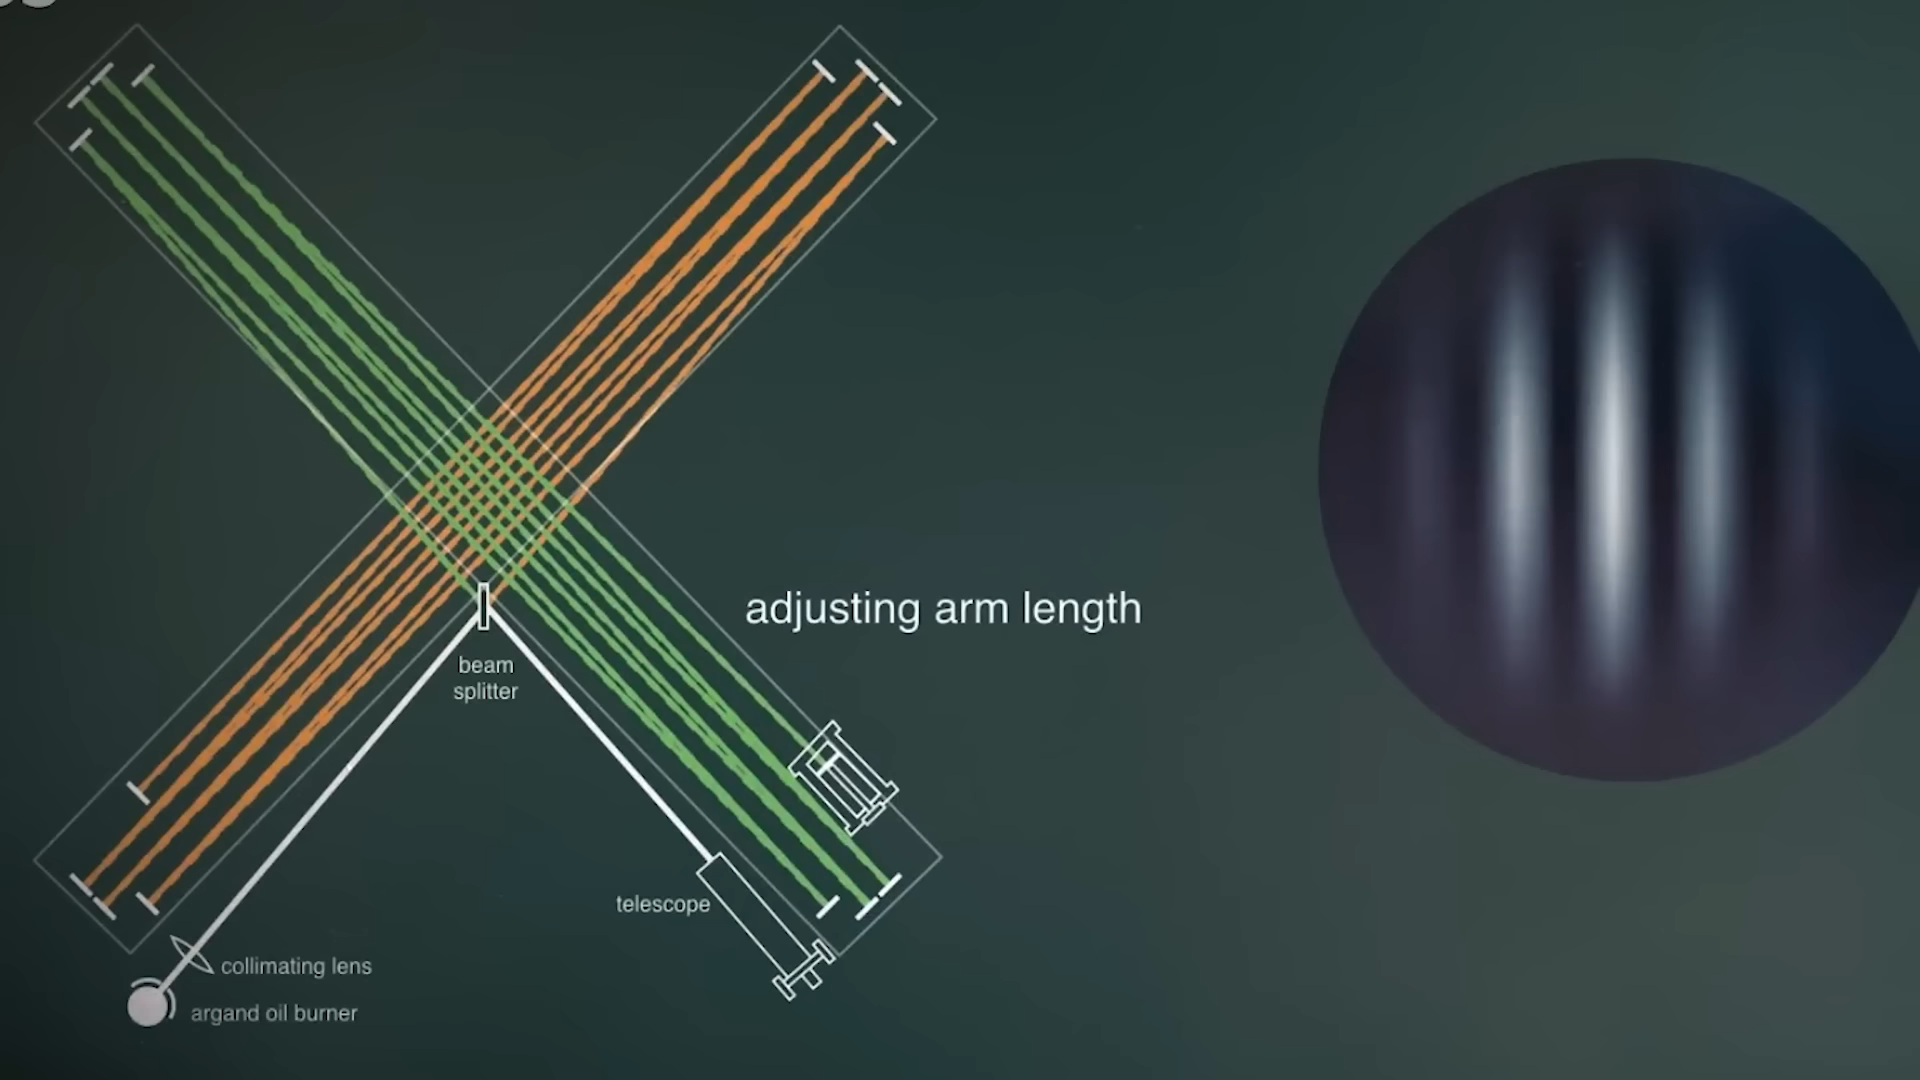 adjusting arm length
beam
splitter
telescope
collimating lens
argand oil burner